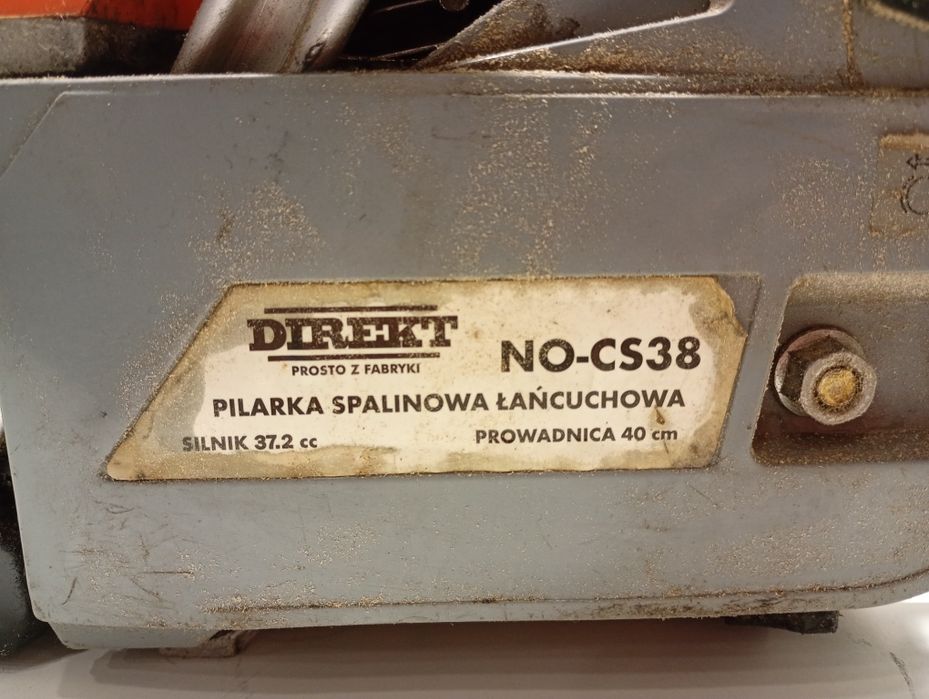 DIREKT
PROSTO Z FABRYKI
NO-CS38
PILARKA SPALINOWA ŁAŃCUCHOWA
SILNIK 37.2 cc
PROWADNICA 40 cm